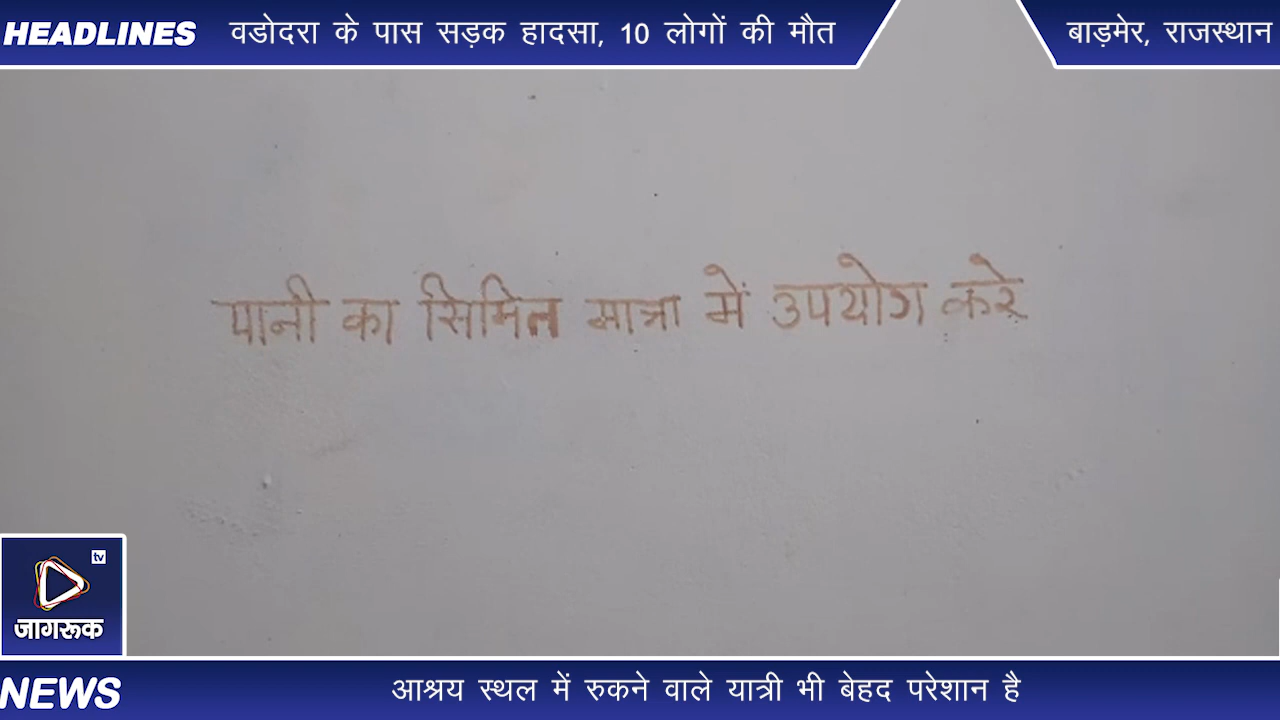 HEADLINES वडोदरा के पास सड़क हादसा, 10 लोगों की मौत
बाड़मेर, राजस्थान
पानी का सिमित मात्रा में उपयोग करे
tv
जागरूक
NEWS आश्रय स्थल में रुकने वाले यात्री भी बेहद परेशान है